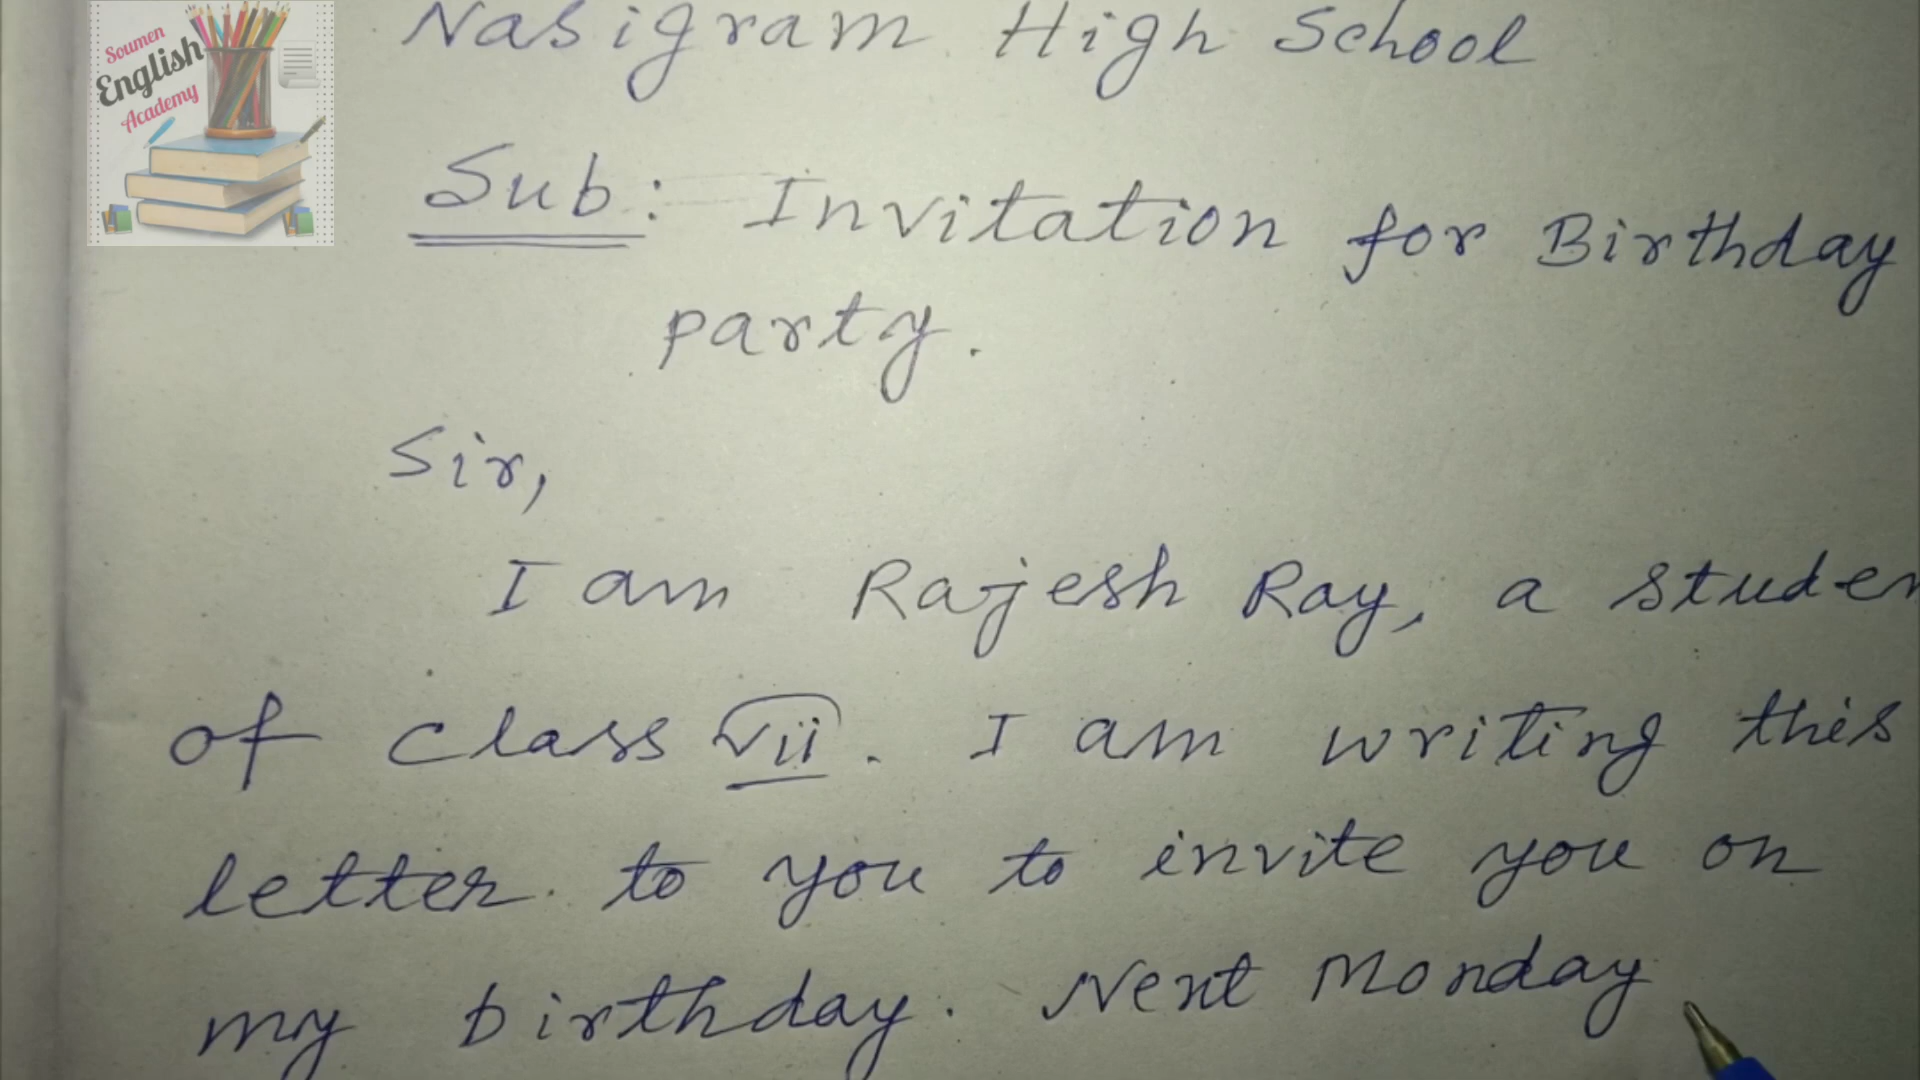 Soumen
English
Academy
Nasigram High School
Sub: Invitation for Birthday
party.
Sir,
I am Rajesh Ray, a studen
of class vii. I am writing this
letter to you to invite you on
my birthday. Next Monday